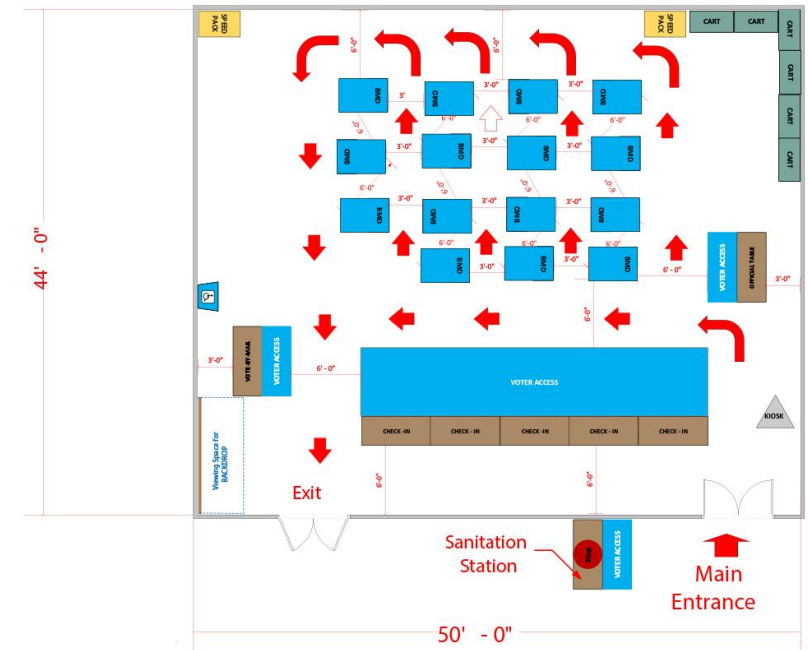 SPEED
PACK
SPEED
PACK
CART
CART
CART
CART
CART
CART
6'-0"
6'-0"
BMD
3'
BMD
3'-0"
BMD
3'-0"
BMD
6'-0"
6'-0"
6'-0"
6'-0"
BMD
3'-0"
BMD
3'-0"
BMD
3'-0"
BMD
6'-0"
6'-0"
6'-0"
BMD
3'-0"
BMD
3'-0"
BMD
3'-0"
BMD
6'-0"
6'-0"
6'-0"
BMD
3'-0"
BMD
3'-0"
BMD
6' - 0"
VOTER ACCESS
OFFICIAL TABLE
3'-0"
44' - 0"
6'-0"
3'-0"
VOTE-BY-MAIL
VOTER ACCESS
6' - 0"
VOTER ACCESS
CHECK -IN
CHECK - IN
CHECK -IN
CHECK - IN
CHECK - IN
KIOSK
Viewing Space for
BACKDROP
6'-0"
6'-0"
Exit
Sanitation
Station
Stop
VOTER ACCESS
Main
Entrance
50' - 0"